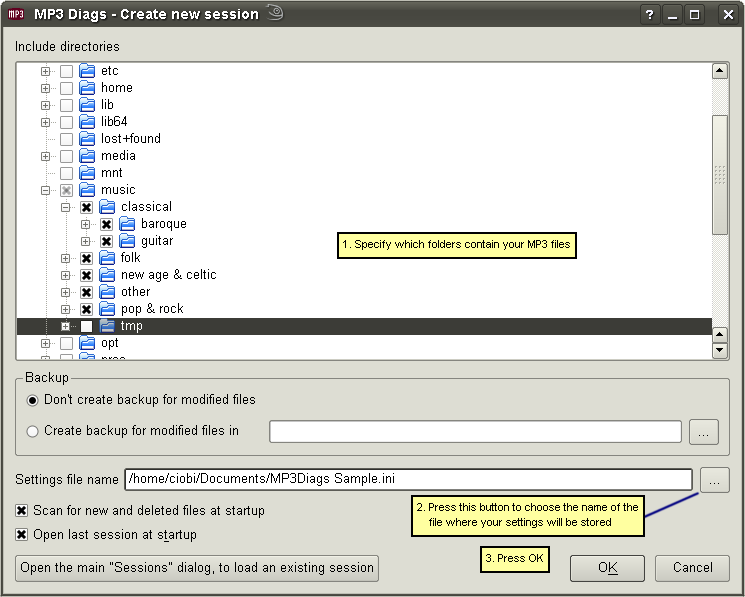 MP3 MP3 Diags - Create new session
Include directories
etc
home
lib
lib64
lost+found
media
mnt
music
classical
baroque
guitar
folk
new age & celtic
other
pop & rock
tmp
opt
proc
1. Specify which folders contain your MP3 files
Backup
Don't create backup for modified files
Create backup for modified files in
...
Settings file name /home/ciobi/Documents/MP3Diags Sample.ini ...
Scan for new and deleted files at startup
Open last session at startup
2. Press this button to choose the name of the
file where your settings will be stored
3. Press OK
Open the main "Sessions" dialog, to load an existing session
OK
Cancel